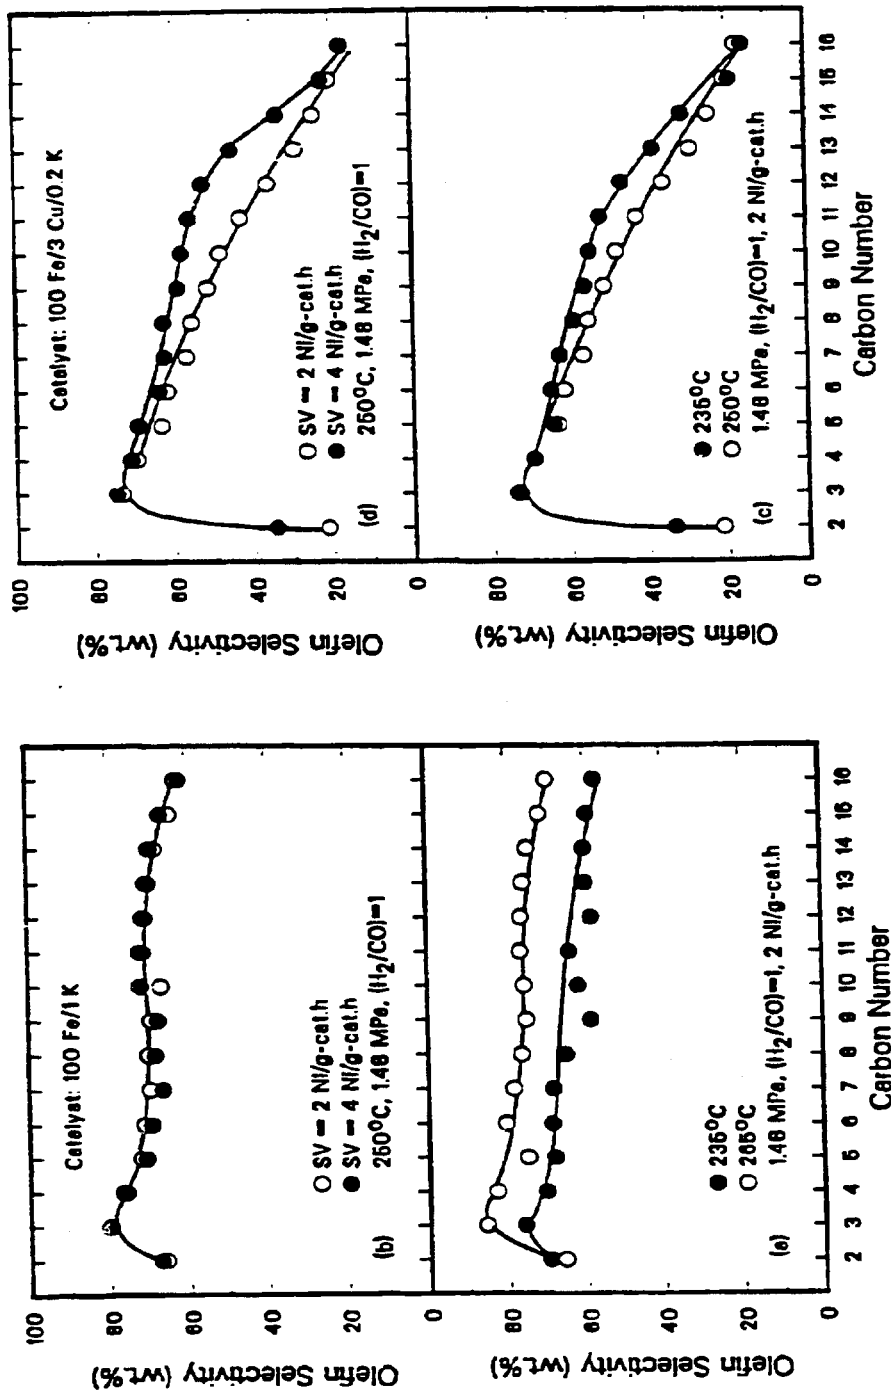 Catalyst: 100 Fe/1 K
100
80
60
40
20
Olefin Selectivity (wt.%)
SV = 2 Nl/g-cat.h
SV = 4 Nl/g-cat.h
250°C, 1.48 MPa, (H2/CO)=1
(b)
0
80
60
40
20
0
Olefin Selectivity (wt.%)
235°C
265°C
1.48 MPa, (H2/CO)=1, 2 Nl/g-cat.h
(a)
2 3 4 5 6 7 8 9 10 11 12 13 14 15 16
Carbon Number
Catalyst: 100 Fe/3 Cu/0.2 K
100
80
60
40
20
Olefin Selectivity (wt.%)
SV = 2 Nl/g-cat.h
SV = 4 Nl/g-cat.h
250°C, 1.48 MPa, (H2/CO)=1
(d)
0
80
60
40
20
0
Olefin Selectivity (wt.%)
235°C
250°C
1.48 MPa, (H2/CO)=1, 2 Nl/g-cat.h
(c)
2 3 4 5 6 7 8 9 10 11 12 13 14 15 16
Carbon Number